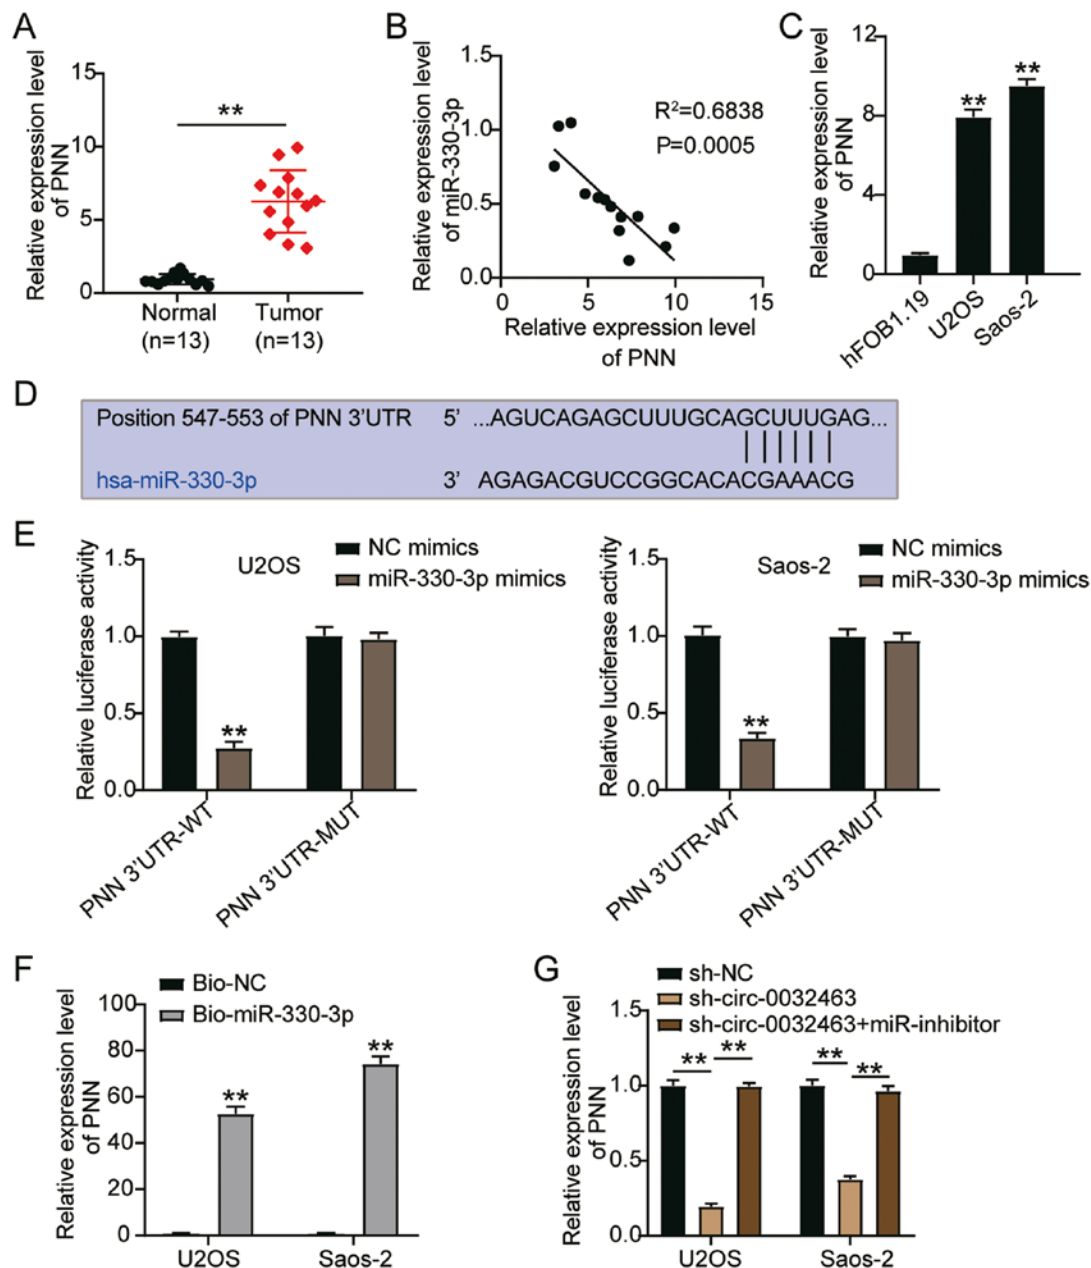 A
Relative expression level
of PNN
15
10
5
0
**
Normal
(n=13)
Tumor
(n=13)
B
Relative expression level
of miR-330-3p
1.5
1.0
0.5
0.0
R²=0.6838
P=0.0005
0
5
10
15
Relative expression level
of PNN
C
Relative expression level
of PNN
12
8
4
0
**
**
hFOB1.19
U2OS
Saos-2
D
Position 547-553 of PNN 3'UTR 5' ...AGUCAGAGCUUUGCAGCUUUGAG...
hsa-miR-330-3p 3' AGAGACGUCCGGCACACGAAACG
E
Relative luciferase activity
1.5
1.0
0.5
0.0
U2OS
NC mimics
miR-330-3p mimics
**
PNN 3'UTR-WT
PNN 3'UTR-MUT
Relative luciferase activity
1.5
1.0
0.5
0.0
Saos-2
NC mimics
miR-330-3p mimics
**
PNN 3'UTR-WT
PNN 3'UTR-MUT
F
Bio-NC
Bio-miR-330-3p
Relative expression level
of PNN
100
80
60
40
20
0
**
**
U2OS
Saos-2
G
sh-NC
sh-circ-0032463
sh-circ-0032463+miR-inhibitor
Relative expression level
of PNN
1.5
1.0
0.5
0.0
**
**
**
**
U2OS
Saos-2